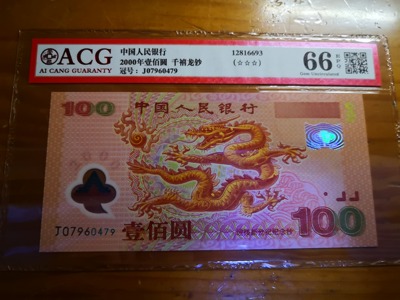 ACG
AI CANG GUARANTY
中国人民银行
2000年壹佰圆 千禧龙钞
冠号: J07960479
12816693
(☆☆☆)
66
Gem Uncirculated
100
中国人民银行
J07960479
壹佰圆
100